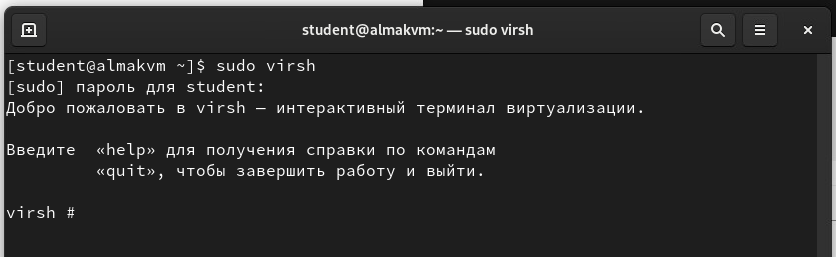 student@almakvm:~ — sudo virsh
[student@almakvm ~]$ sudo virsh
[sudo] пароль для student:
Добро пожаловать в virsh — интерактивный терминал виртуализации.
Введите  «help» для получения справки по командам
         «quit», чтобы завершить работу и выйти.
virsh #